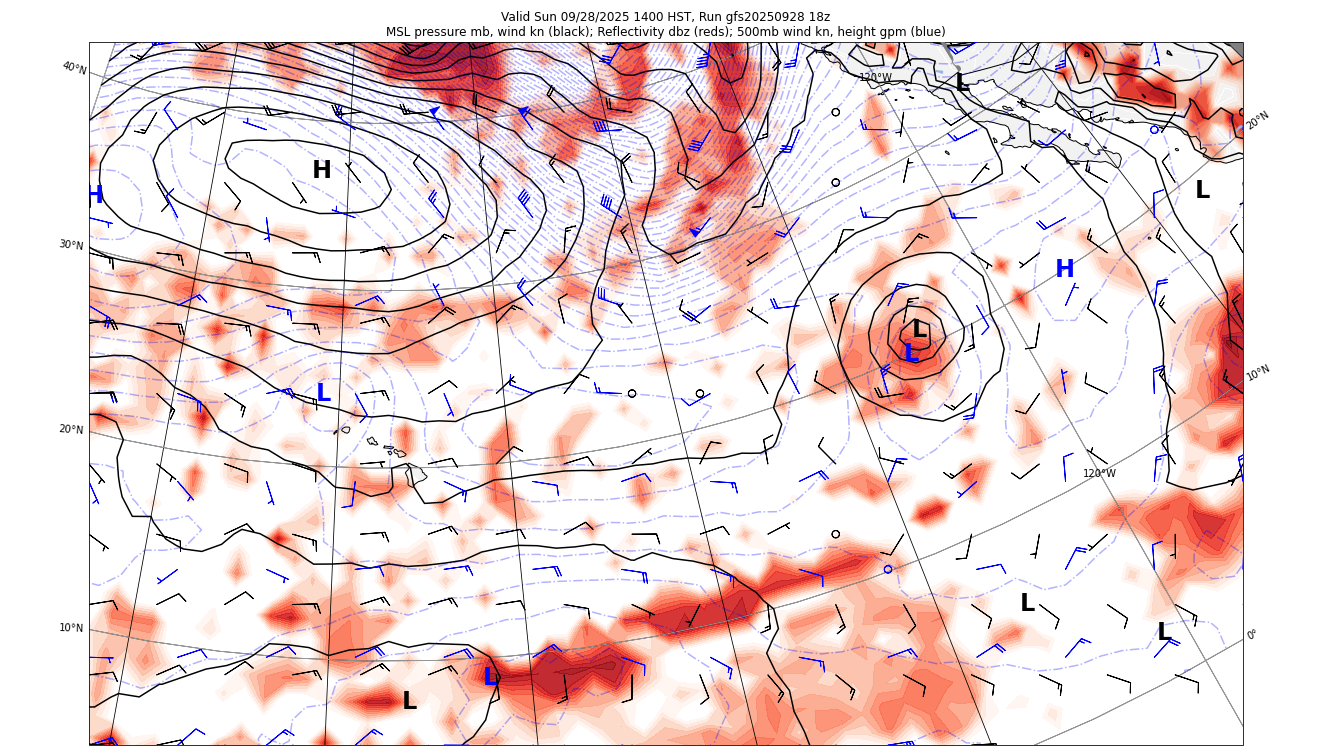 Valid Sun 09/28/2025 1400 HST, Run gfs20250928 18z
MSL pressure mb, wind kn (black); Reflectivity dbz (reds); 500mb wind kn, height gpm (blue)
40°N
120°W
L
20°N
H
H
L
30°N
H
L
L
10°N
L
20°N
120°W
L
10°N
L
0°
L
L